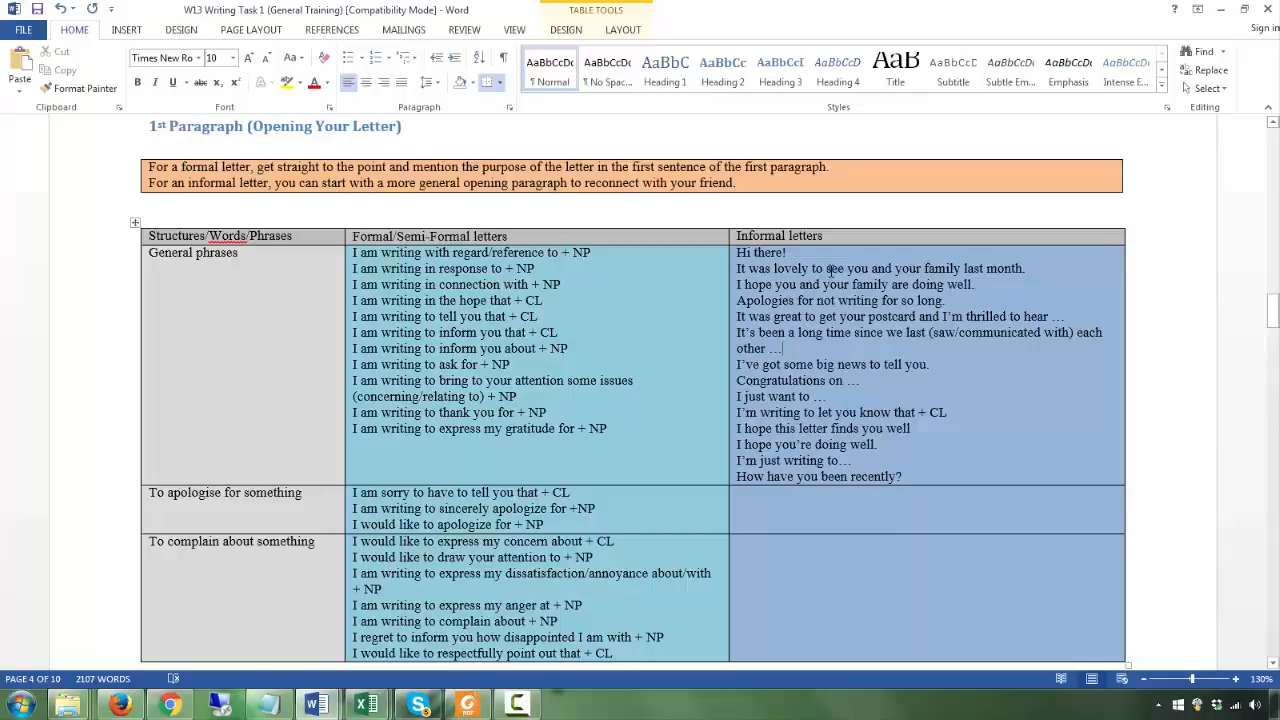 W13 Writing Task 1 (General Training) [Compatibility Mode] - Word
TABLE TOOLS
Sign in
FILE HOME INSERT DESIGN PAGE LAYOUT REFERENCES MAILINGS REVIEW VIEW DESIGN LAYOUT
Paste
Cut
Copy
Format Painter
Times New Ro 10
AaBbCcDc AaBbCcDc AaBbC AaBbCc AaBbCcI AaBbCcD AaB AaBbCcD AaBbCcDc AaBbCcDc AaBbCcDc
¶ Normal ¶ No Spac... Heading 1 Heading 2 Heading 3 Heading 4 Title Subtitle Subtle Em... Emphasis Intense E...
Find
Replace
Select
Clipboard Font Paragraph Styles Editing
1st Paragraph (Opening Your Letter)
For a formal letter, get straight to the point and mention the purpose of the letter in the first sentence of the first paragraph.
For an informal letter, you can start with a more general opening paragraph to reconnect with your friend.
Structures/Words/Phrases
Formal/Semi-Formal letters
Informal letters
General phrases
I am writing with regard/reference to + NP
I am writing in response to + NP
I am writing in connection with + NP
I am writing in the hope that + CL
I am writing to tell you that + CL
I am writing to inform you that + CL
I am writing to inform you about + NP
I am writing to ask for + NP
I am writing to bring to your attention some issues
(concerning/relating to) + NP
I am writing to thank you for + NP
I am writing to express my gratitude for + NP
Hi there!
It was lovely to see you and your family last month.
I hope you and your family are doing well.
Apologies for not writing for so long.
It was great to get your postcard and I'm thrilled to hear …
It's been a long time since we last (saw/communicated with) each
other …
I've got some big news to tell you.
Congratulations on …
I just want to …
I'm writing to let you know that + CL
I hope this letter finds you well
I hope you're doing well.
I'm just writing to…
How have you been recently?
To apologise for something
I am sorry to have to tell you that + CL
I am writing to sincerely apologize for +NP
I would like to apologize for + NP
To complain about something
I would like to express my concern about + CL
I would like to draw your attention to + NP
I am writing to express my dissatisfaction/annoyance about/with
+ NP
I am writing to express my anger at + NP
I am writing to complain about + NP
I regret to inform you how disappointed I am with + NP
I would like to respectfully point out that + CL
PAGE 4 OF 10 2107 WORDS 130%